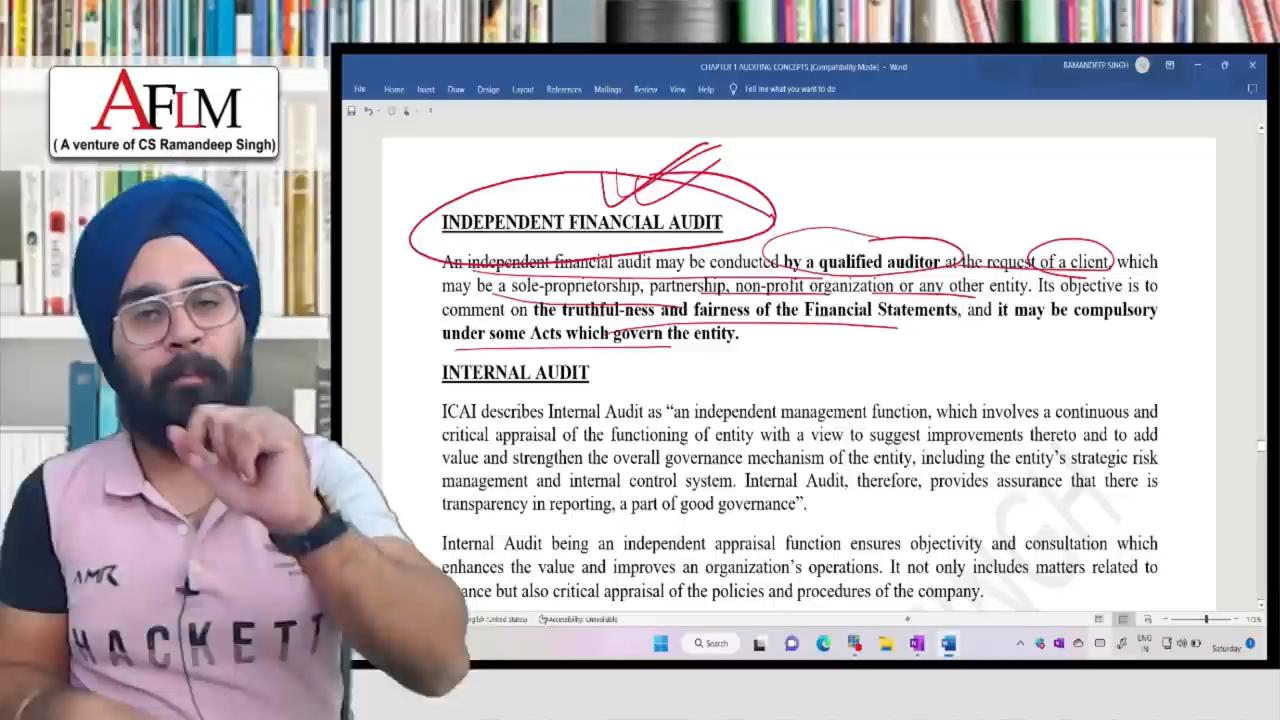 AFLM
( A venture of CS Ramandeep Singh)
CHAPTER 1 AUDITING CONCEPTS [Compatibility Mode] - Word
RAMANDEEP SINGH
File Home Insert Draw Design Layout References Mailings Review View Help Tell me what you want to do
INDEPENDENT FINANCIAL AUDIT
An independent financial audit may be conducted by a qualified auditor at the request of a client, which
may be a sole-proprietorship, partnership, non-profit organization or any other entity. Its objective is to
comment on the truthful-ness and fairness of the Financial Statements, and it may be compulsory
under some Acts which govern the entity.
INTERNAL AUDIT
ICAI describes Internal Audit as “an independent management function, which involves a continuous and
critical appraisal of the functioning of entity with a view to suggest improvements thereto and to add
value and strengthen the overall governance mechanism of the entity, including the entity’s strategic risk
management and internal control system. Internal Audit, therefore, provides assurance that there is
transparency in reporting, a part of good governance”.
Internal Audit being an independent appraisal function ensures objectivity and consultation which
enhances the value and improves an organization’s operations. It not only includes matters related to
but also critical appraisal of the policies and procedures of the company.
(United States) Accessibility: Unavailable
Search
ENG
IN
Saturday
AMR
HACKETT